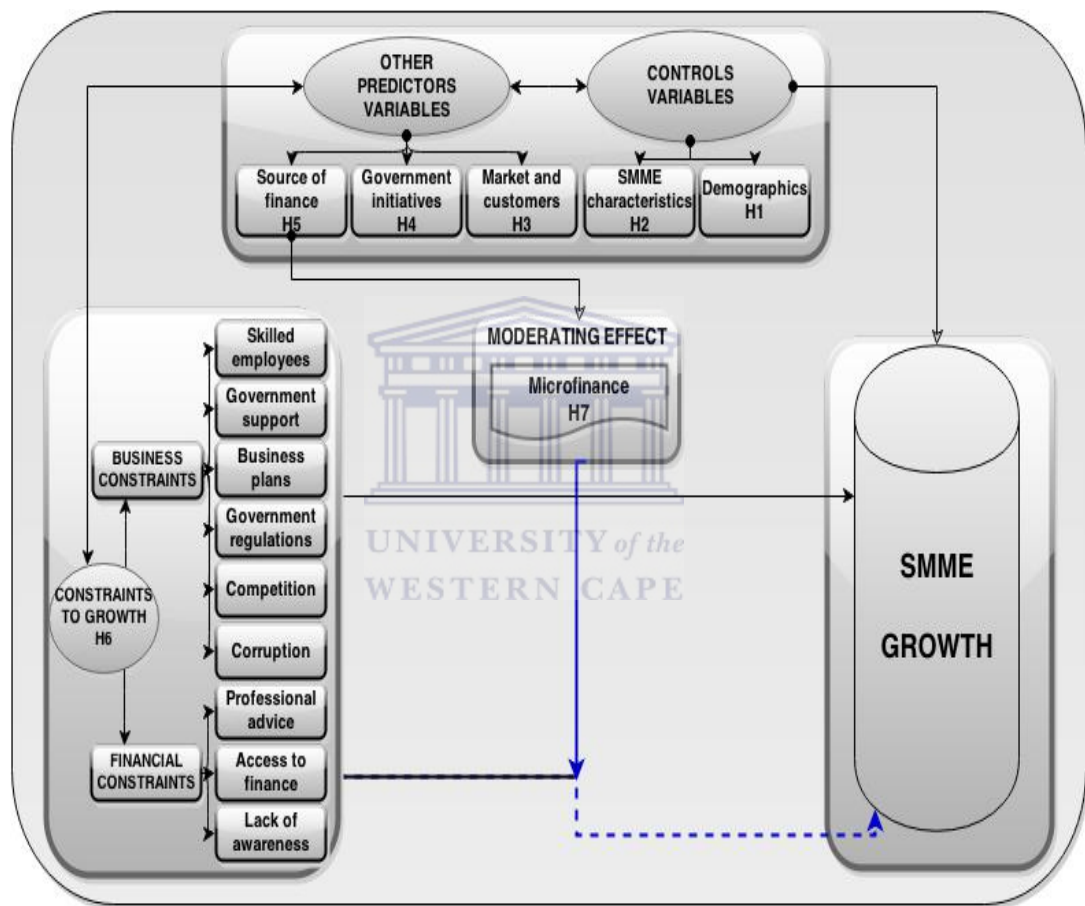 OTHER
PREDICTORS
VARIABLES
CONTROLS
VARIABLES
Source of
finance
H5
Government
initiatives
H4
Market and
customers
H3
SMME
characteristics
H2
Demographics
H1
MODERATING EFFECT
Microfinance
H7
Skilled
employees
Government
support
BUSINESS
CONSTRAINTS
Business
plans
Government
regulations
Competition
Corruption
CONSTRAINTS
TO GROWTH
H6
Professional
advice
FINANCIAL
CONSTRAINTS
Access to
finance
Lack of
awareness
UNIVERSITY of the
WESTERN CAPE
SMME
GROWTH